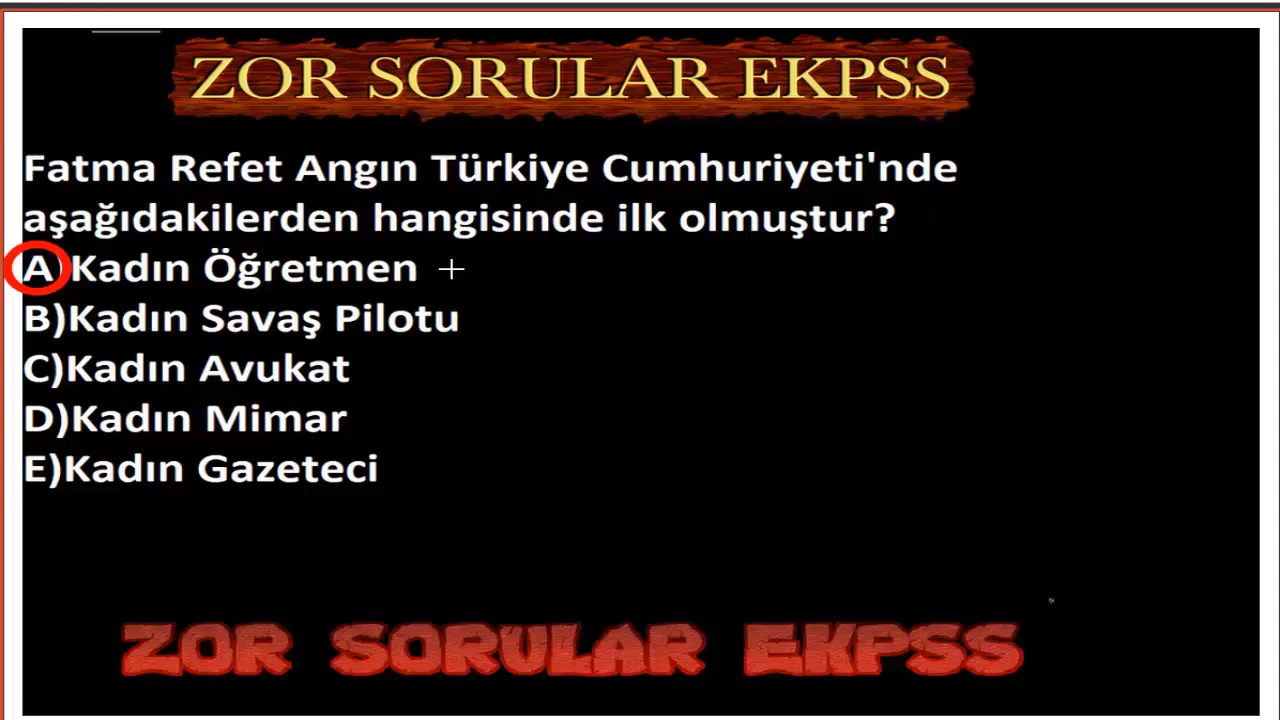 ZOR SORULAR EKPSS
Fatma Refet Angın Türkiye Cumhuriyeti'nde
aşağıdakilerden hangisinde ilk olmuştur?
A)Kadın Öğretmen
B)Kadın Savaş Pilotu
C)Kadın Avukat
D)Kadın Mimar
E)Kadın Gazeteci
ZOR SORULAR EKPSS